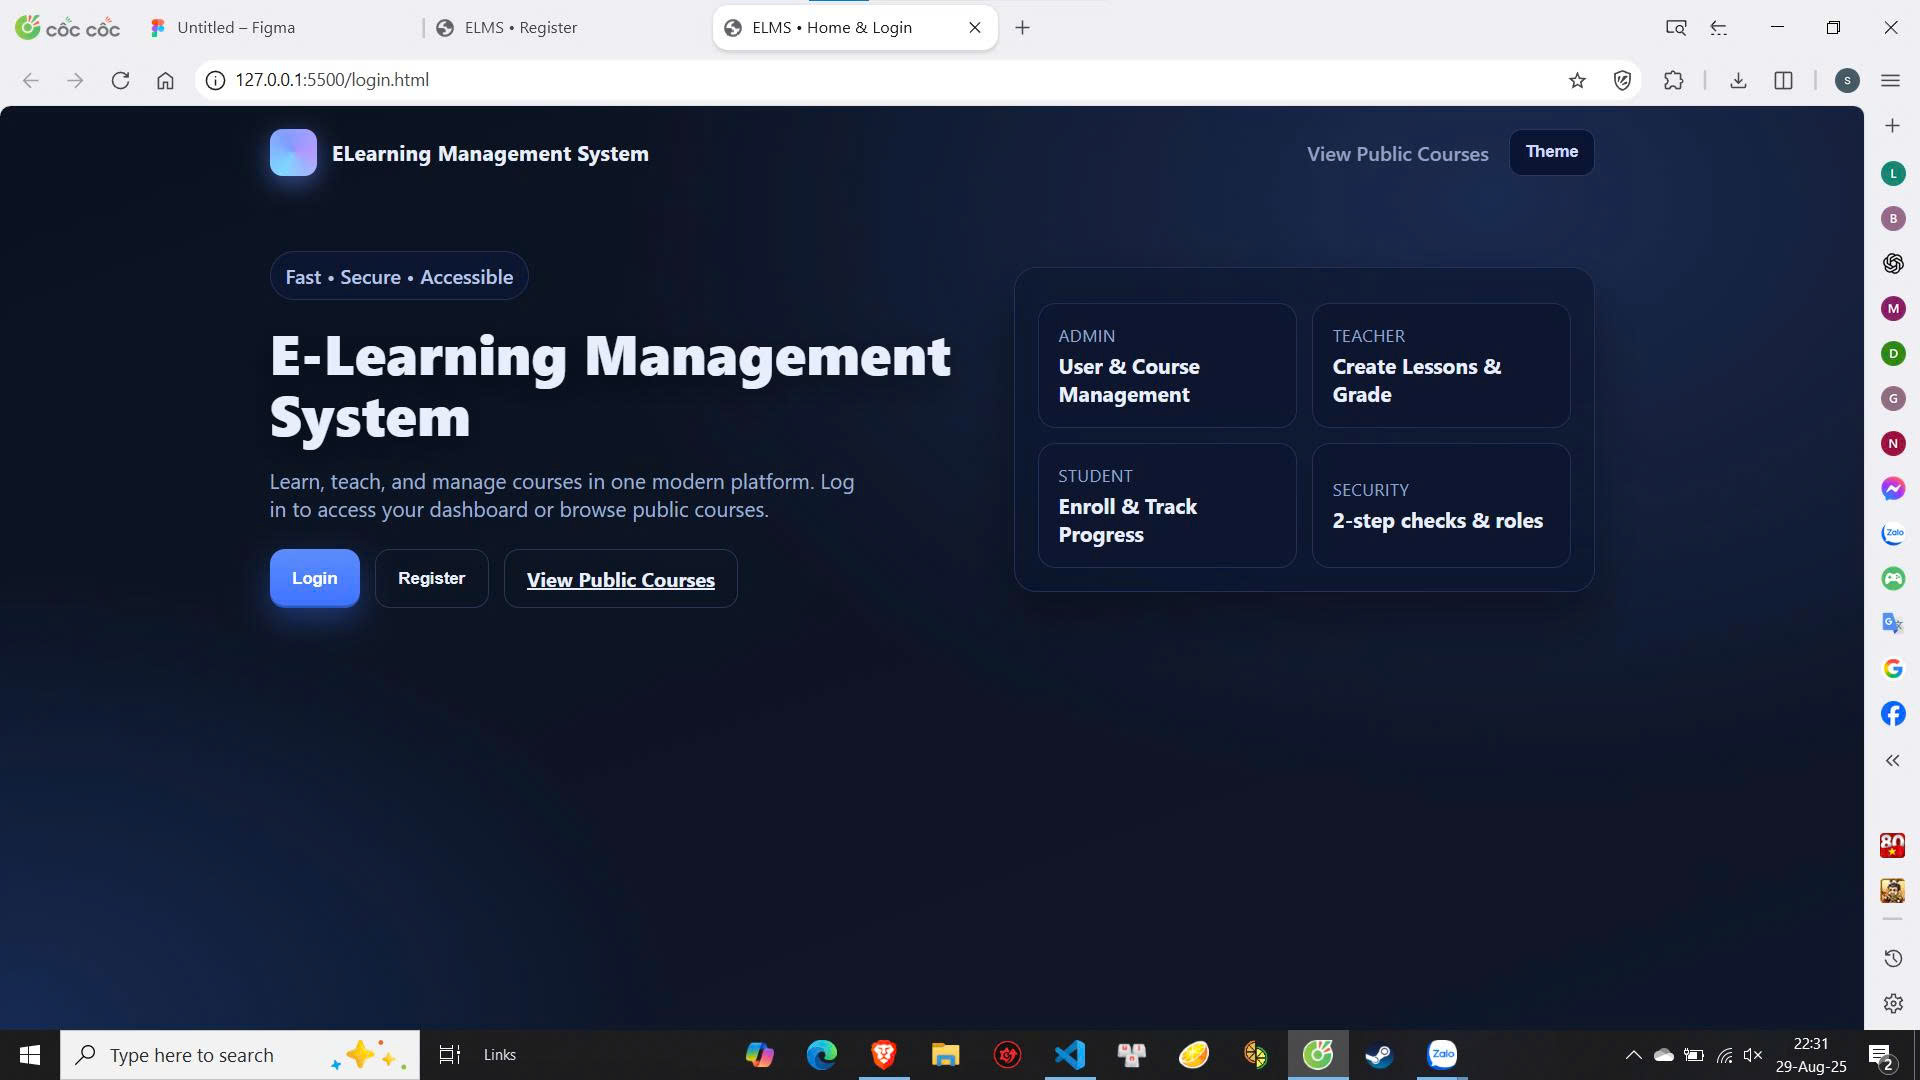 cốc cốc
Untitled – Figma
ELMS • Register
ELMS • Home & Login
127.0.0.1:5500/login.html
S
ELearning Management System
View Public Courses
Theme
Fast • Secure • Accessible
E-Learning Management
System
Learn, teach, and manage courses in one modern platform. Log
in to access your dashboard or browse public courses.
Login
Register
View Public Courses
ADMIN
User & Course
Management
TEACHER
Create Lessons &
Grade
STUDENT
Enroll & Track
Progress
SECURITY
2-step checks & roles
L
B
M
D
G
N
Zalo
G
G
80
Type here to search
Links
Zalo
22:31
29-Aug-25
2